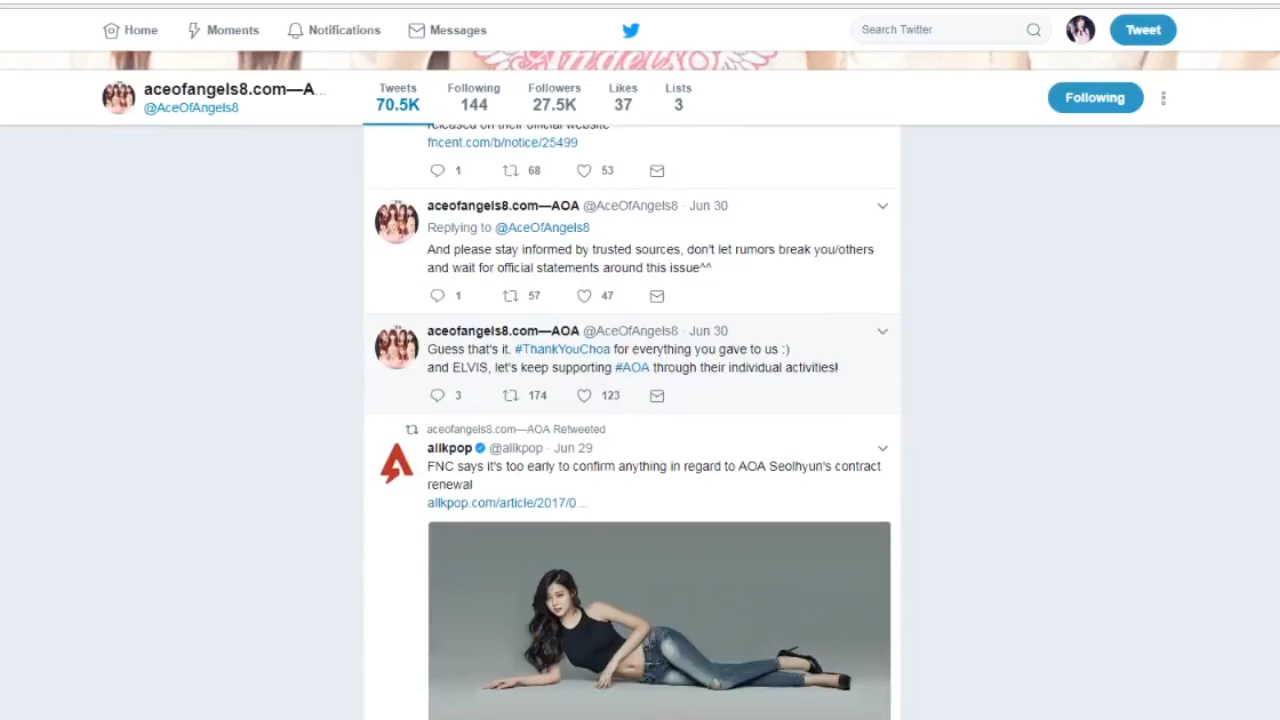 Home
Moments
Notifications
Messages
Search Twitter
Tweet
aceofangels8.com—A...
@AceOfAngels8
Tweets
70.5K
Following
144
Followers
27.5K
Likes
37
Lists
3
Following
released on their official website
fncent.com/b/notice/25499
1 68 53
aceofangels8.com—AOA @AceOfAngels8 · Jun 30
Replying to @AceOfAngels8
And please stay informed by trusted sources, don't let rumors break you/others
and wait for official statements around this issue^^
1 57 47
aceofangels8.com—AOA @AceOfAngels8 · Jun 30
Guess that's it. #ThankYouChoa for everything you gave to us :)
and ELVIS, let's keep supporting #AOA through their individual activities!
3 174 123
aceofangels8.com—AOA Retweeted
allkpop @allkpop · Jun 29
FNC says it's too early to confirm anything in regard to AOA Seolhyun's contract
renewal
allkpop.com/article/2017/0...